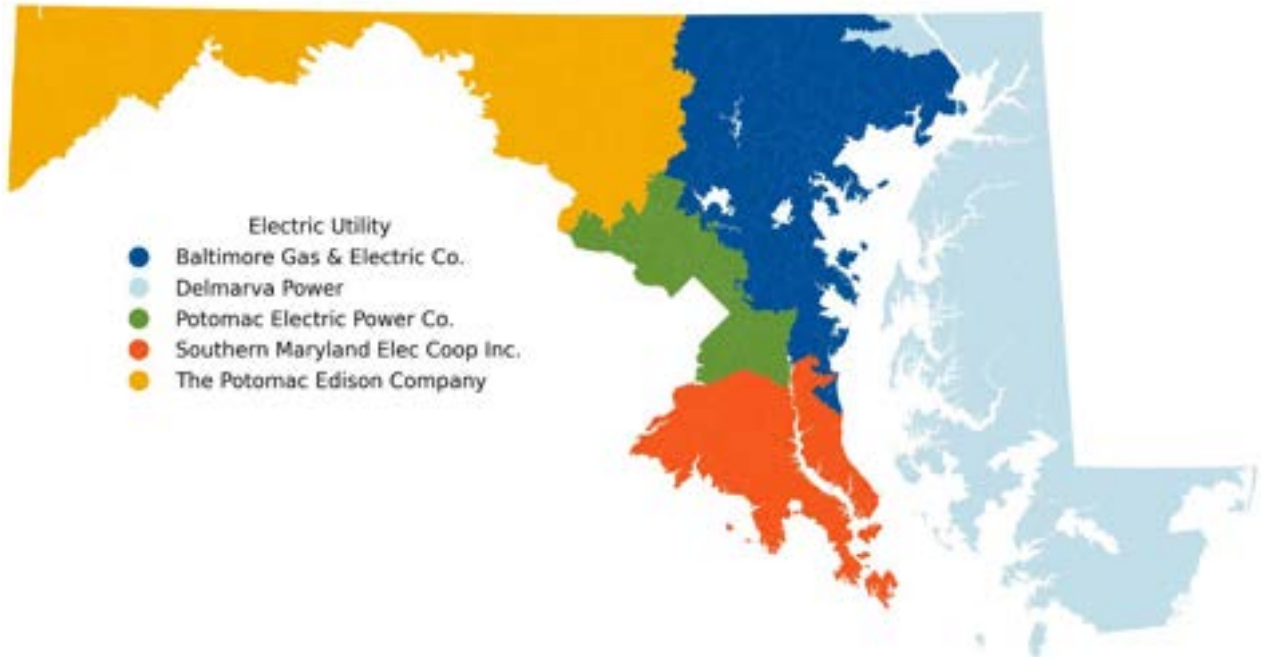 Electric Utility
Baltimore Gas & Electric Co.
Delmarva Power
Potomac Electric Power Co.
Southern Maryland Elec Coop Inc.
The Potomac Edison Company